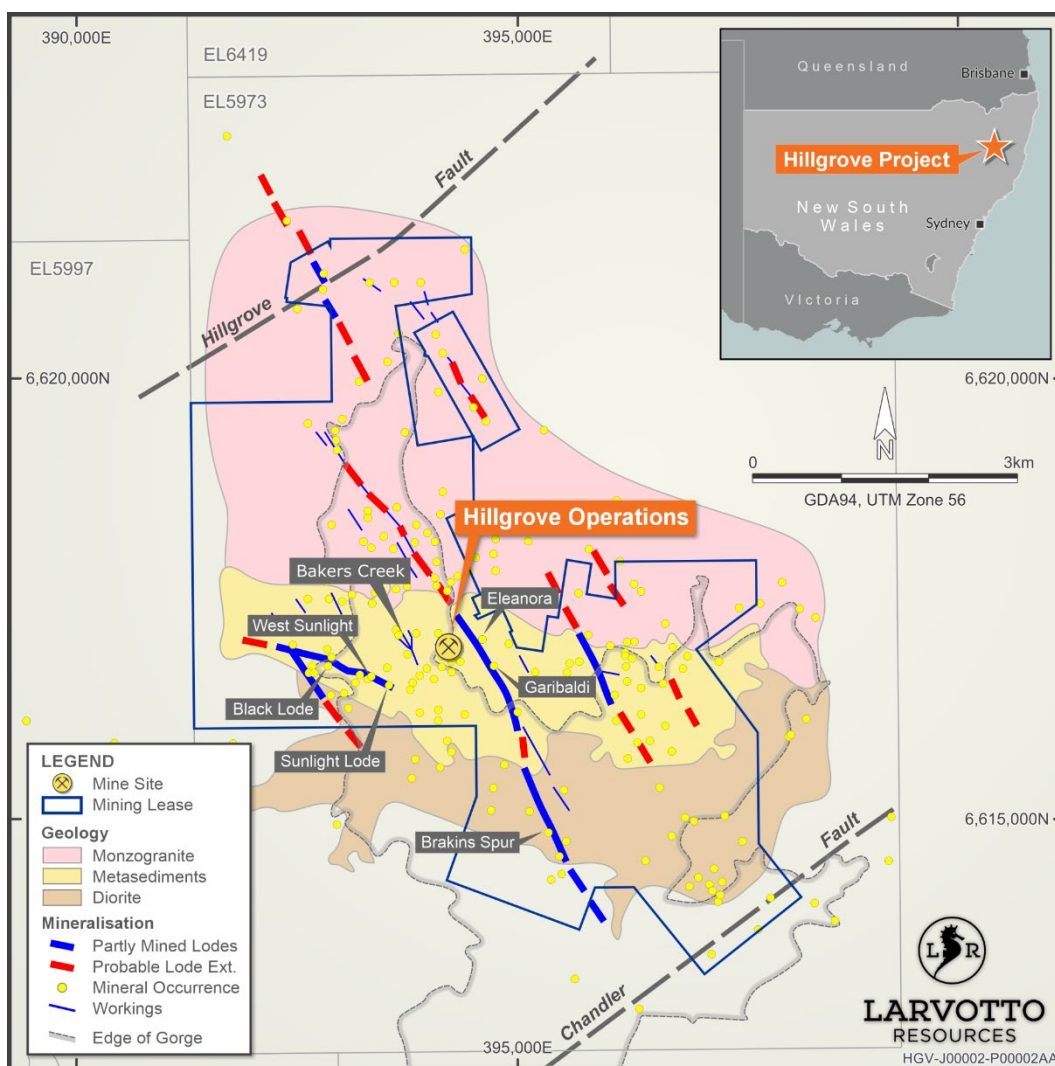 390,000E
395,000E
EL6419
EL5973
EL5997
Queensland
Brisbane
Hillgrove Project
New South
Wales
Sydney
Victoria
Fault
Hillgrove
6,620,000N
6,620,000N
N
0
3km
GDA94, UTM Zone 56
Hillgrove Operations
Bakers Creek
Eleanora
West Sunlight
Garibaldi
Black Lode
Sunlight Lode
Brakins Spur
6,615,000N
Fault
Chandler
395,000E
LEGEND
Mine Site
Mining Lease
Geology
Monzogranite
Metasediments
Diorite
Mineralisation
Partly Mined Lodes
Probable Lode Ext.
Mineral Occurrence
Workings
Edge of Gorge
L R
LARVOTTO
RESOURCES
HGV-J00002-P00002AA